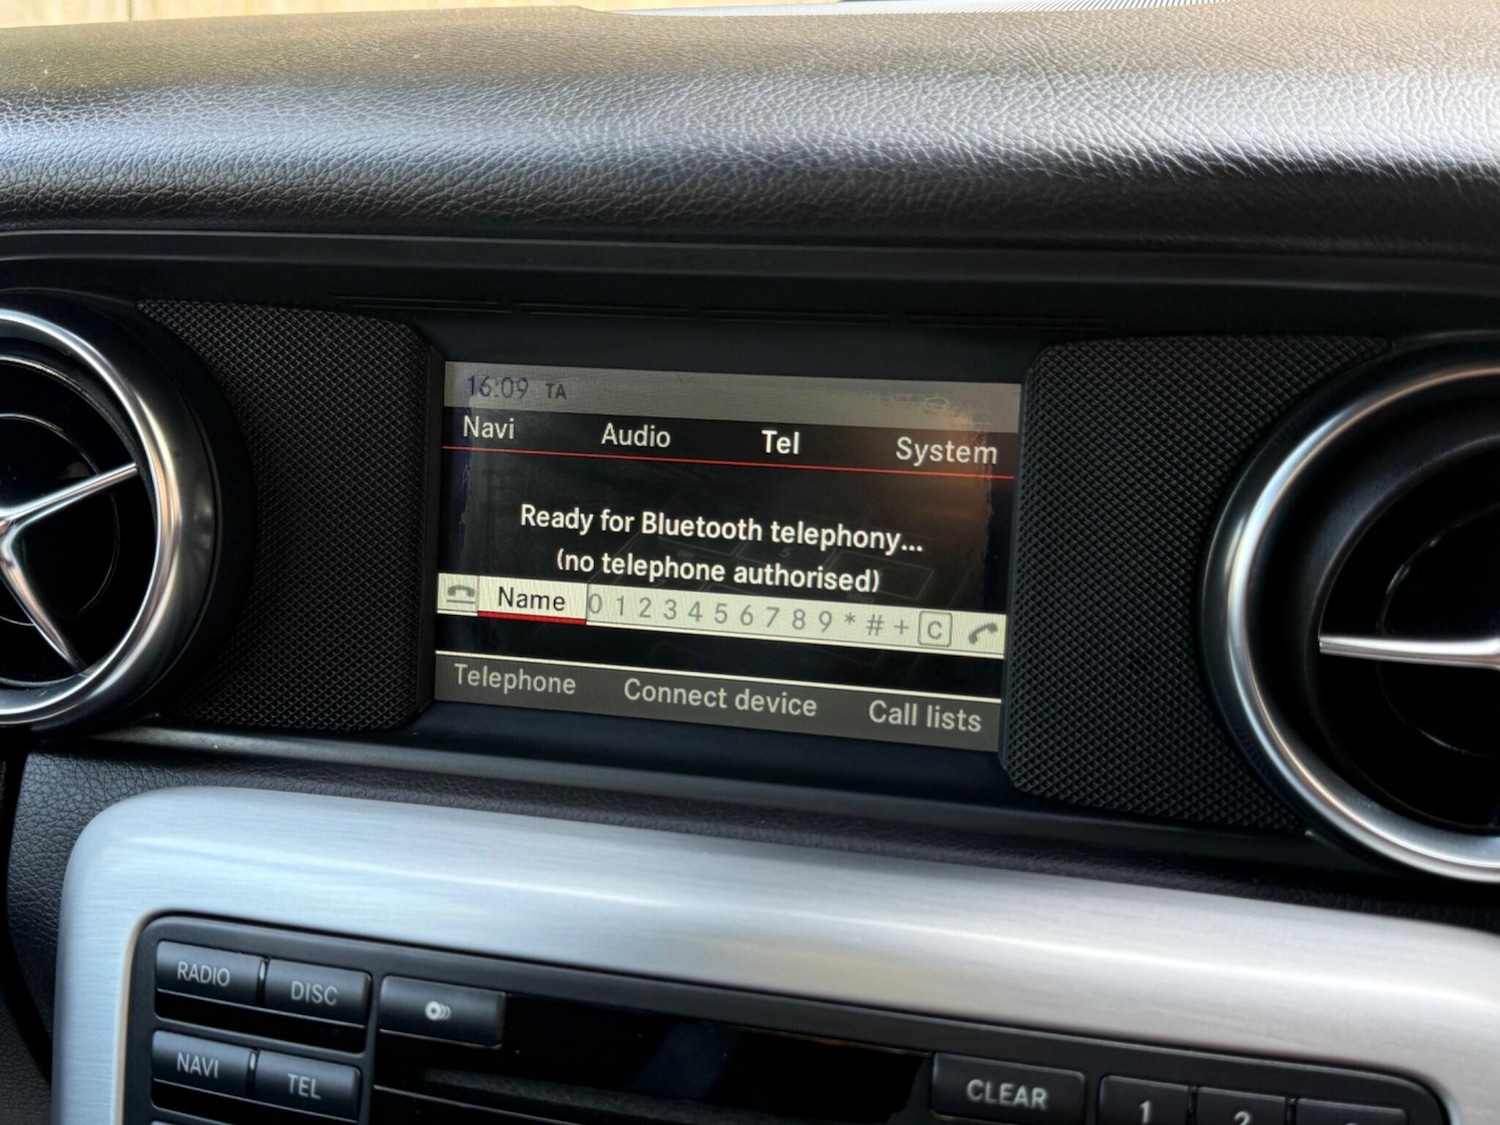 16:09 TA
Navi Audio Tel System
Ready for Bluetooth telephony...
(no telephone authorised)
Name 0 1 2 3 4 5 6 7 8 9 * # + C
Telephone Connect device Call lists
RADIO DISC
NAVI TEL
CLEAR 1 2